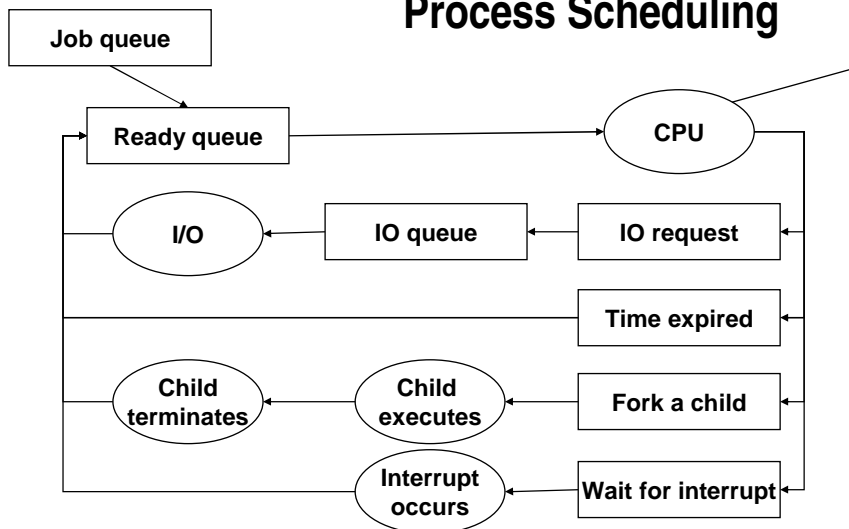 Process Scheduling
Job queue
Ready queue
CPU
I/O
IO queue
IO request
Time expired
Child
terminates
Child
executes
Fork a child
Interrupt
occurs
Wait for interrupt